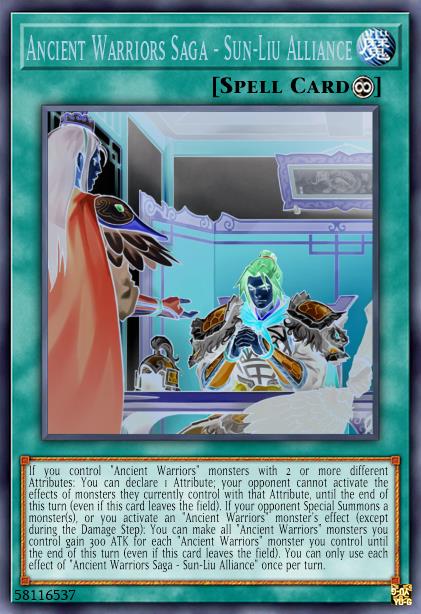 Ancient Warriors Saga - Sun-Liu Alliance 魔
[Spell Card]
If you control "Ancient Warriors" monsters with 2 or more different
Attributes: You can declare 1 Attribute; your opponent cannot activate the
effects of monsters they currently control with that Attribute, until the end of
this turn (even if this card leaves the field). If your opponent Special Summons a
monster(s), or you activate an "Ancient Warriors" monster's effect (except
during the Damage Step): You can make all "Ancient Warriors" monsters you
control gain 300 ATK for each "Ancient Warriors" monster you control until
the end of this turn (even if this card leaves the field). You can only use each
effect of "Ancient Warriors Saga - Sun-Liu Alliance" once per turn.
58116537